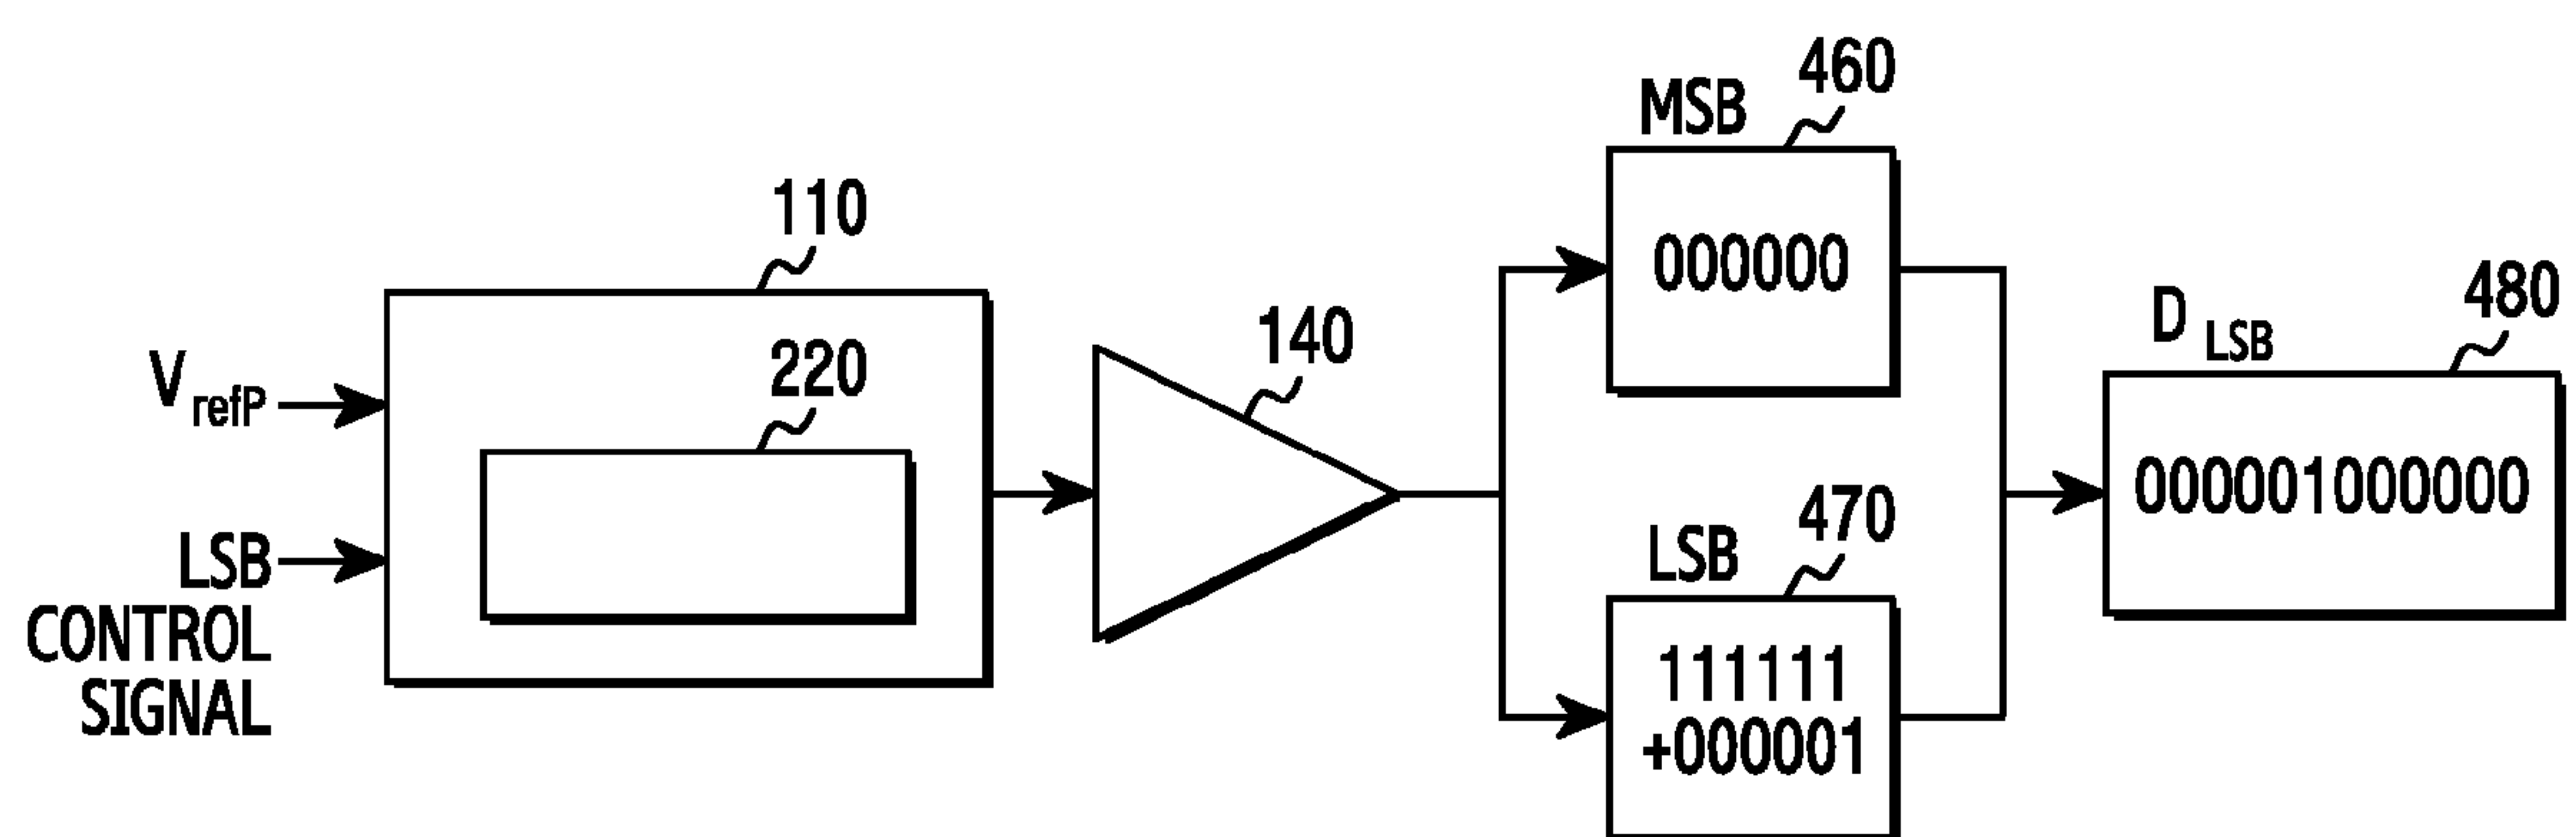 460
MSB
000000
110
220
V refP
LSB
CONTROL
SIGNAL
140
470
LSB
111111
+000001
480
D LSB
000001000000